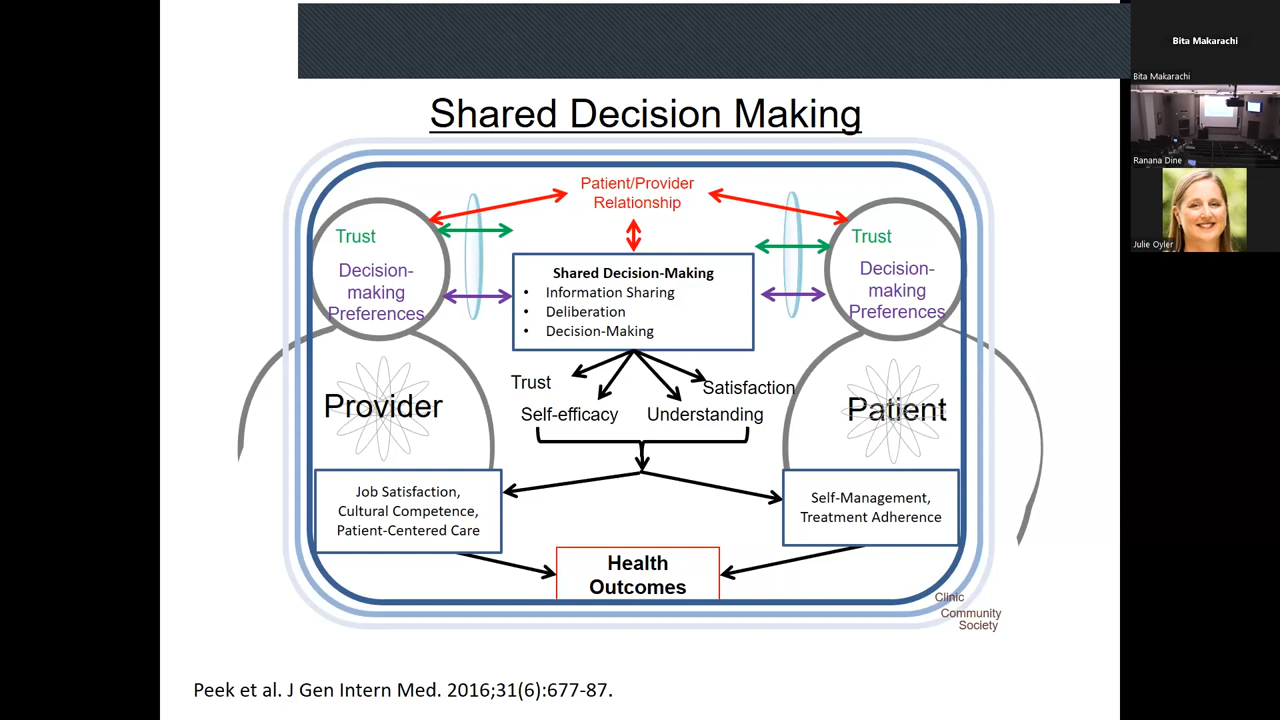 Shared Decision Making
Patient/Provider
Relationship
Trust
Decision-
making
Preferences
Shared Decision-Making
• Information Sharing
• Deliberation
• Decision-Making
Trust
Decision-
making
Preferences
Provider
Trust
Satisfaction
Self-efficacy
Understanding
Patient
Job Satisfaction,
Cultural Competence,
Patient-Centered Care
Self-Management,
Treatment Adherence
Health
Outcomes
Clinic
Community
Society
Peek et al. J Gen Intern Med. 2016;31(6):677-87.
Bita Makarachi
Bita Makarachi
Ranana Dine
Julie Oyler